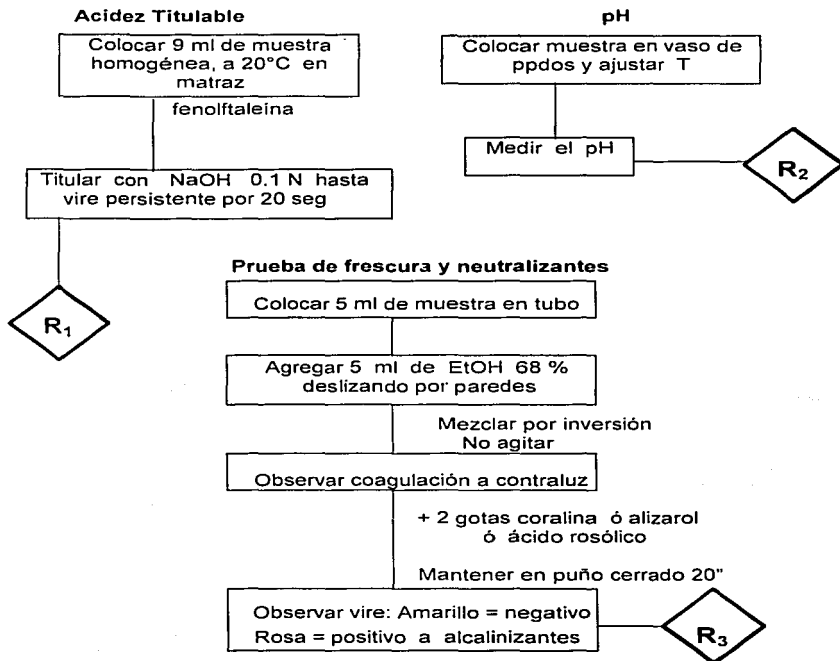 Acidez Titulable
Colocar 9 ml de muestra
homogénea, a 20°C en
matraz
fenolftaleína
Titular con NaOH 0.1 N hasta
vire persistente por 20 seg
R1
pH
Colocar muestra en vaso de
ppdos y ajustar T
Medir el pH
R2
Prueba de frescura y neutralizantes
Colocar 5 ml de muestra en tubo
Agregar 5 ml de EtOH 68 %
deslizando por paredes
Mezclar por inversión
No agitar
Observar coagulación a contraluz
+ 2 gotas coralina ó alizarol
ó ácido rosólico
Mantener en puño cerrado 20"
Observar vire: Amarillo = negativo
Rosa = positivo a alcalinizantes
R3